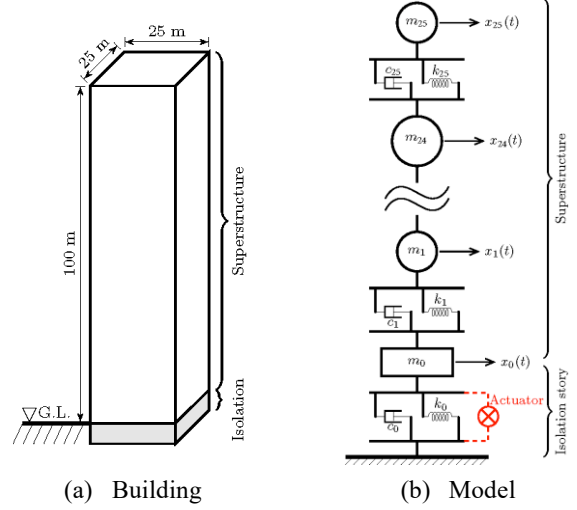 25 m
25 m
100 m
Superstructure
Isolation
▽G.L.
(a) Building
m₂₅
x₂₅(t)
c₂₅
k₂₅
m₂₄
x₂₄(t)
m₁
x₁(t)
k₁
c₁
m₀
x₀(t)
Actuator
k₀
c₀
Superstructure
Isolation story
(b) Model